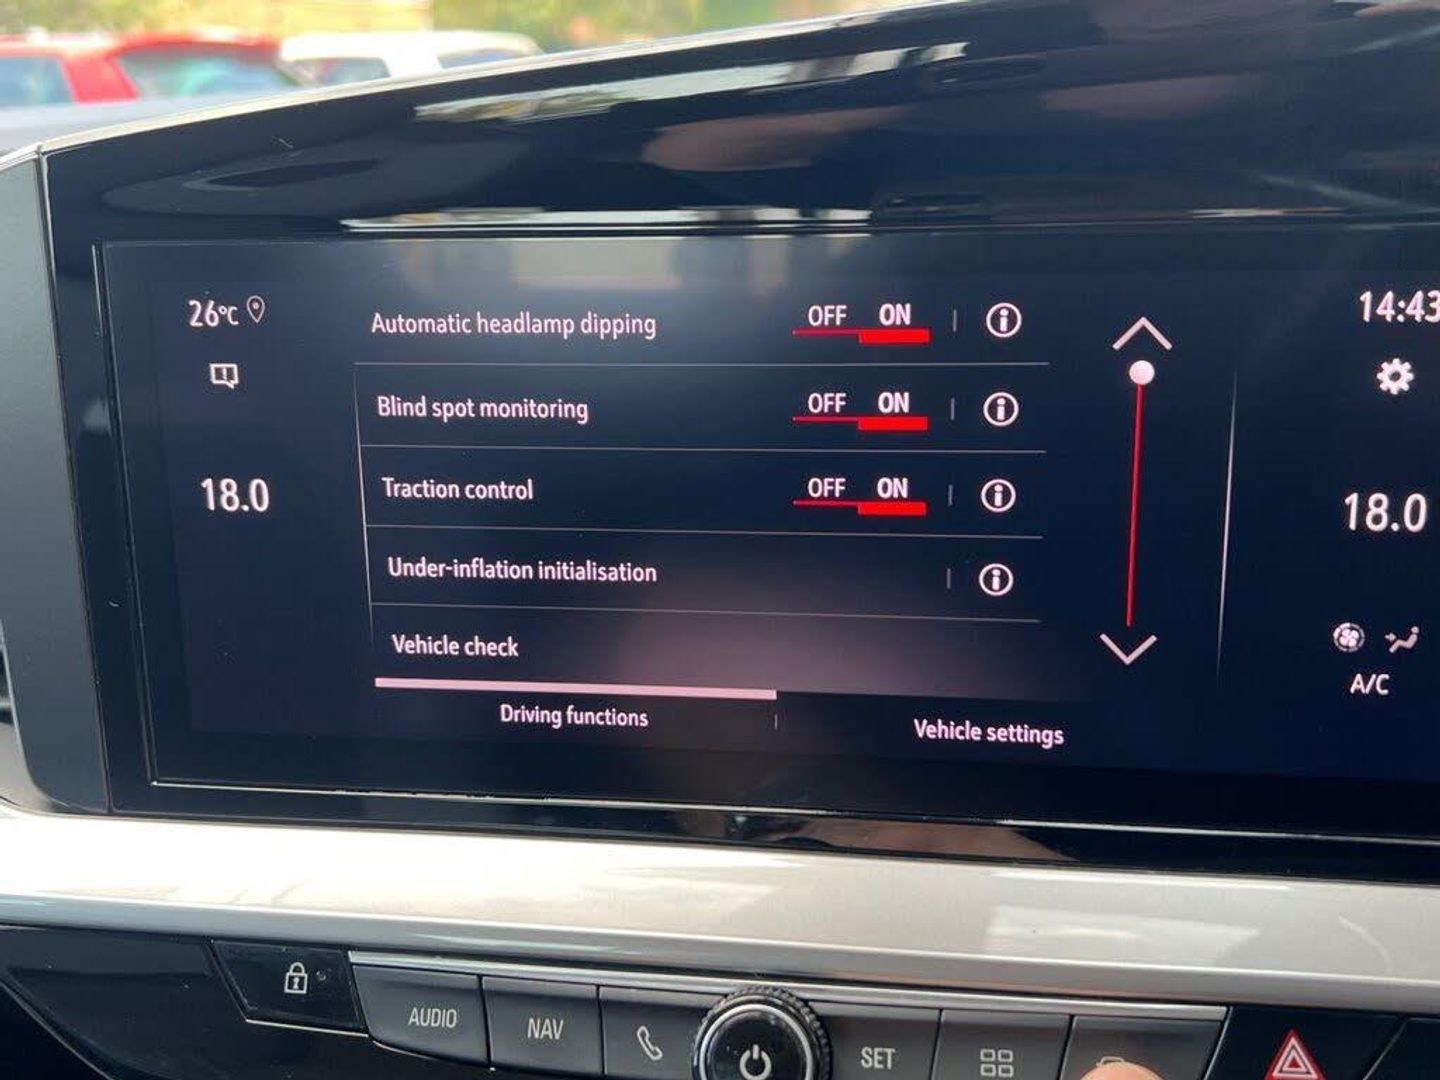 26°C
Automatic headlamp dipping OFF ON
14:43
Blind spot monitoring OFF ON
18.0
Traction control OFF ON
18.0
Under-inflation initialisation
Vehicle check
A/C
Driving functions
Vehicle settings
AUDIO
NAV
SET